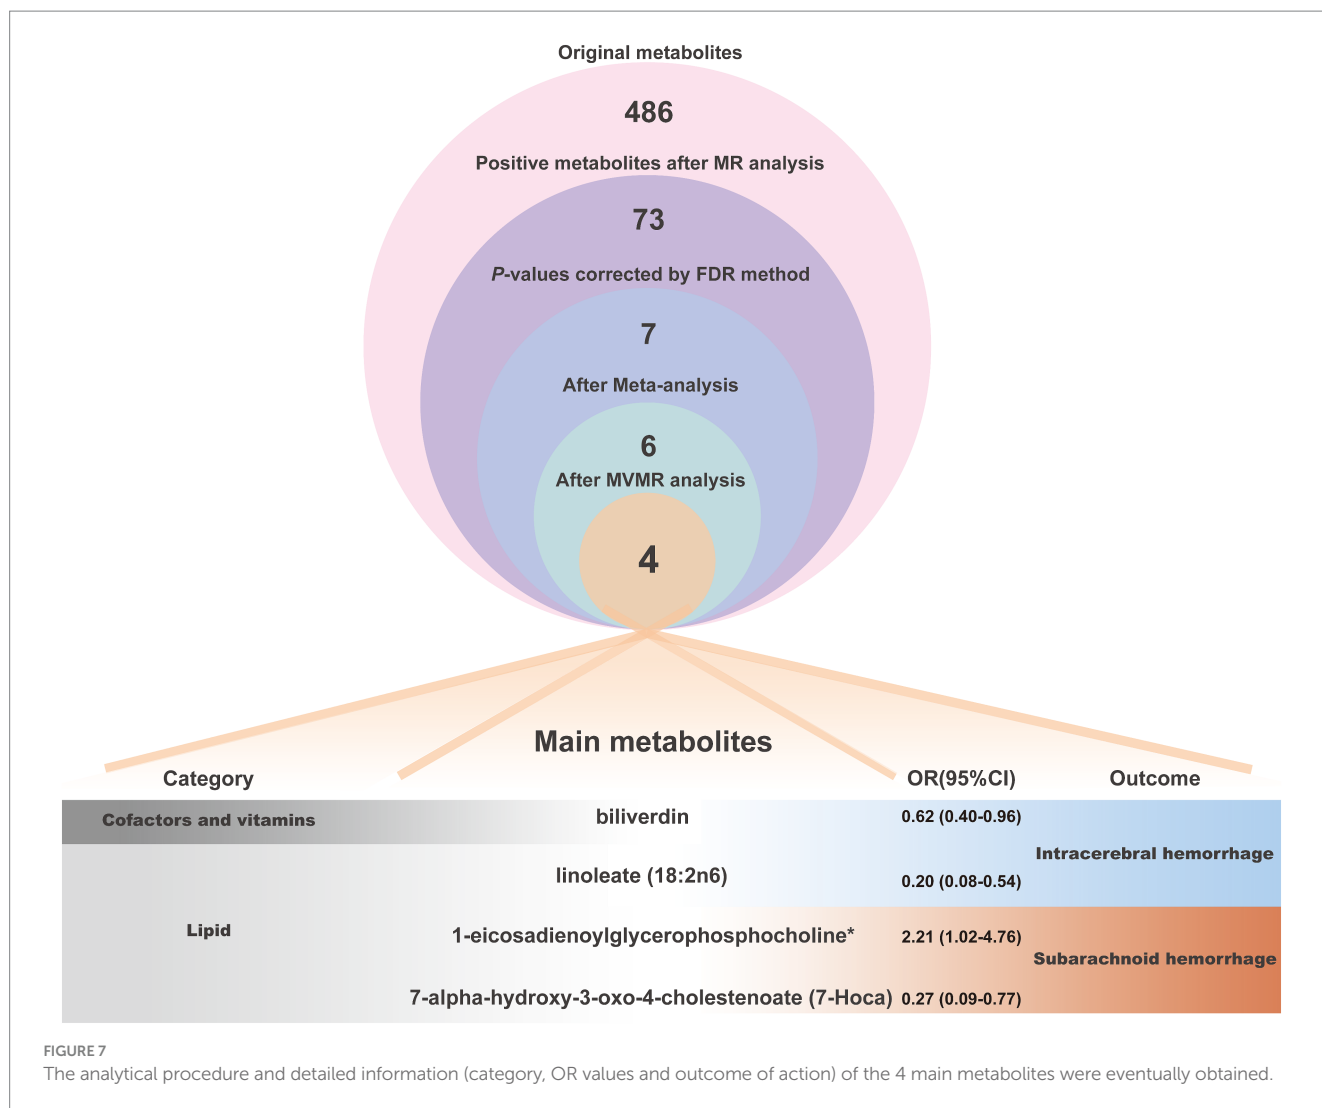 Original metabolites
486
Positive metabolites after MR analysis
73
P-values corrected by FDR method
7
After Meta-analysis
6
After MVMR analysis
4
Main metabolites
Category OR(95%CI) Outcome
Cofactors and vitamins biliverdin 0.62 (0.40-0.96)
Intracerebral hemorrhage
linoleate (18:2n6) 0.20 (0.08-0.54)
Lipid 1-eicosadienoylglycerophosphocholine* 2.21 (1.02-4.76)
Subarachnoid hemorrhage
7-alpha-hydroxy-3-oxo-4-cholestenoate (7-Hoca) 0.27 (0.09-0.77)
FIGURE 7
The analytical procedure and detailed information (category, OR values and outcome of action) of the 4 main metabolites were eventually obtained.